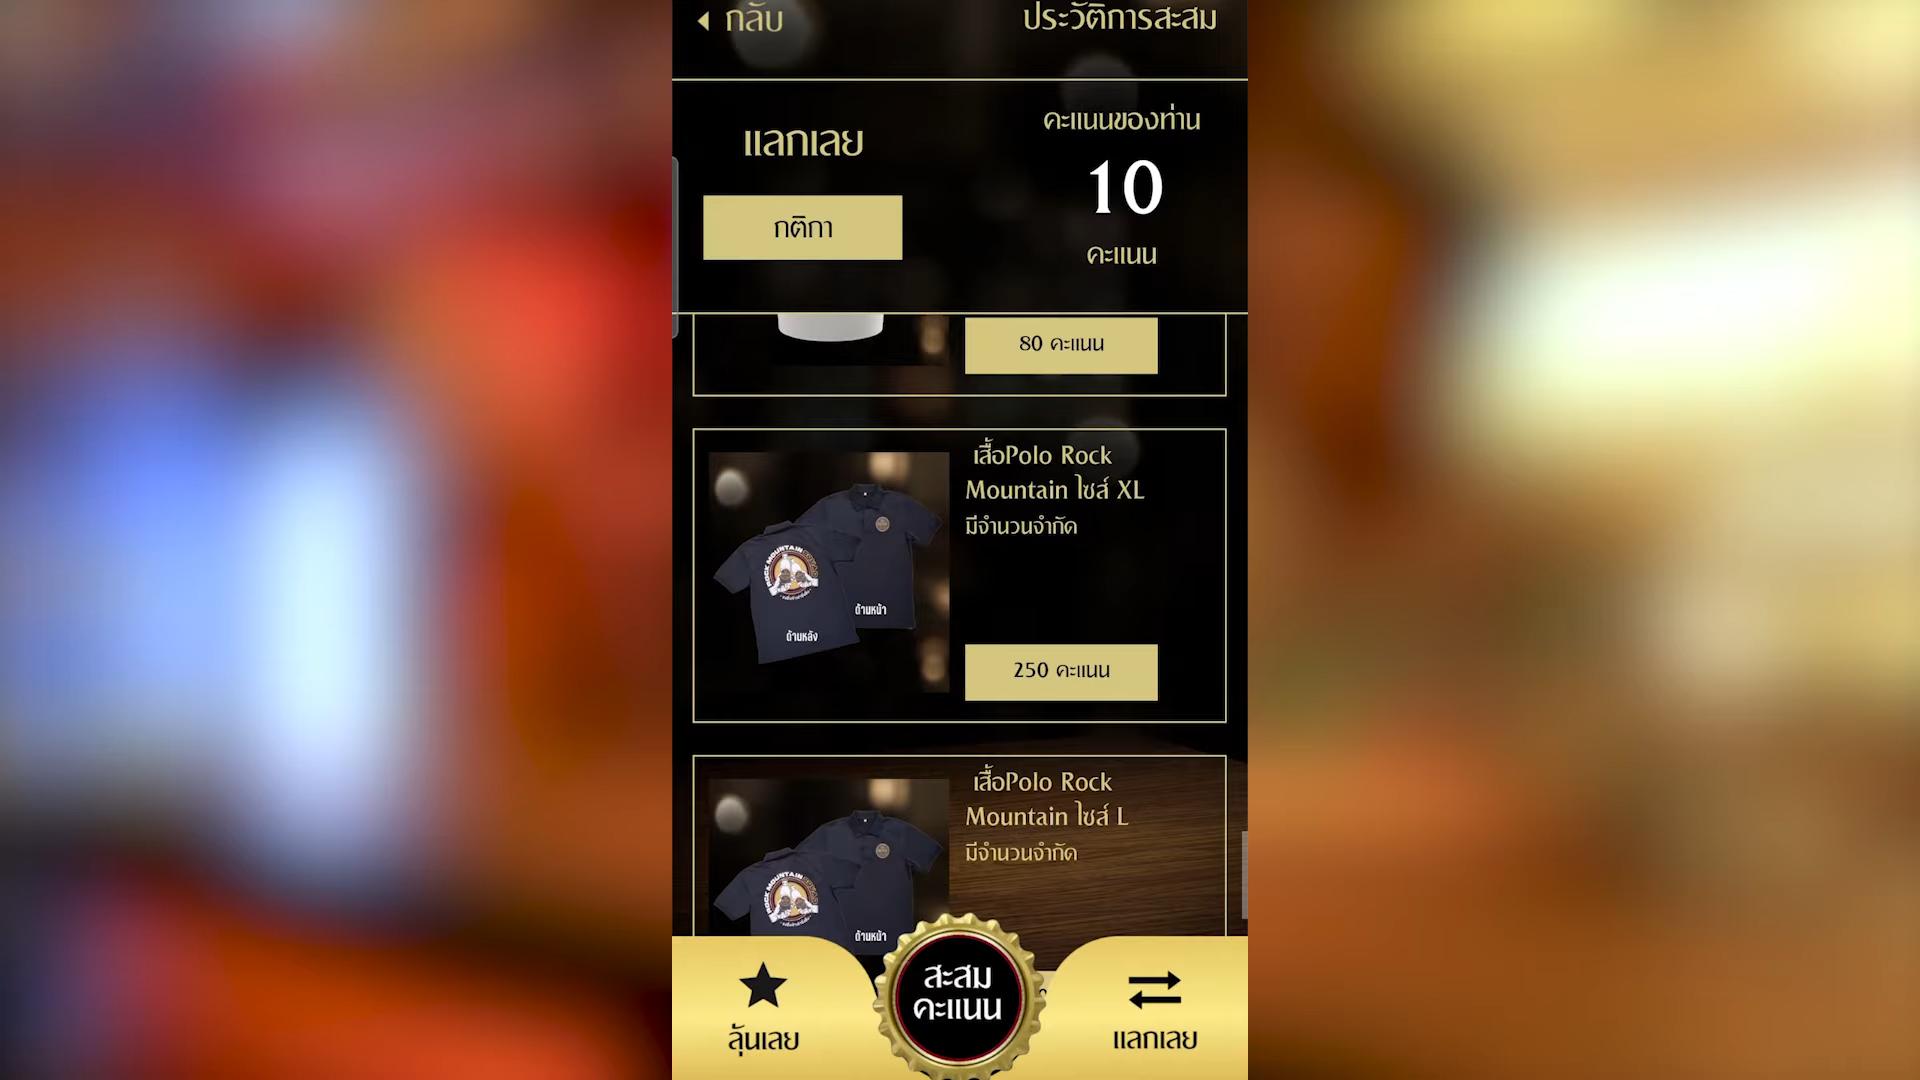 กลับ
ประวัติการสะสม
แลกเลย
กติกา
คะแนนของท่าน
10
คะแนน
80 คะแนน
เสื้อPolo Rock
Mountain ไซส์ XL
มีจำนวนจำกัด
ROCK MOUNTAIN
ด้านหน้า
ด้านหลัง
250 คะแนน
เสื้อPolo Rock
Mountain ไซส์ L
มีจำนวนจำกัด
ROCK MOUNTAIN
ด้านหน้า
ลุ้นเลย
สะสม
คะแนน
แลกเลย